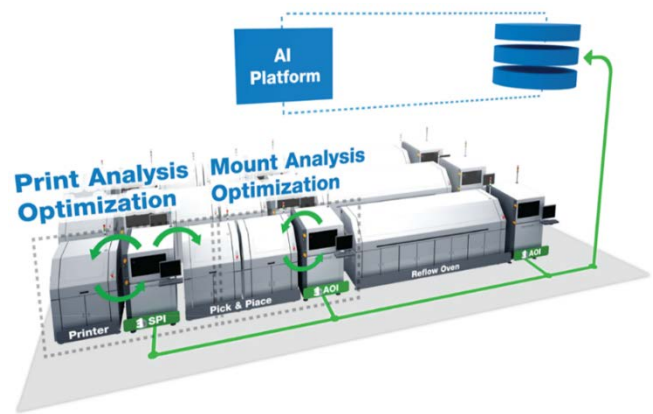 AI
Platform
Print Analysis
Optimization
Mount Analysis
Optimization
Printer
SPI
Pick & Place
AOI
Reflow Oven
AOI